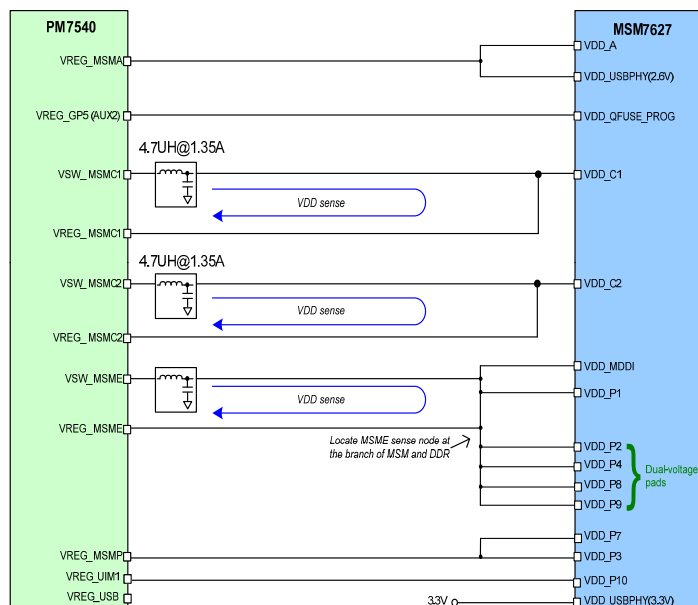 PM7540
MSM7627
VREG_MSMA
VDD_A
VDD_USBPHY(2.6V)
VREG_GP5 (AUX2)
VDD_QFUSE_PROG
4.7UH@1.35A
VSW_MSMC1
VDD_C1
VDD sense
VREG_MSMC1
4.7UH@1.35A
VSW_MSMC2
VDD_C2
VDD sense
VREG_MSMC2
VDD_MDDI
VSW_MSME
VDD_P1
VDD sense
VREG_MSME
Locate MSME sense node at
the branch of MSM and DDR
VDD_P2
VDD_P4
VDD_P8
VDD_P9
Dual-voltage
pads
VDD_P7
VREG_MSMP
VDD_P3
VREG_UIM1
VDD_P10
VREG_USB
3.3V
VDD_USBPHY(3.3V)